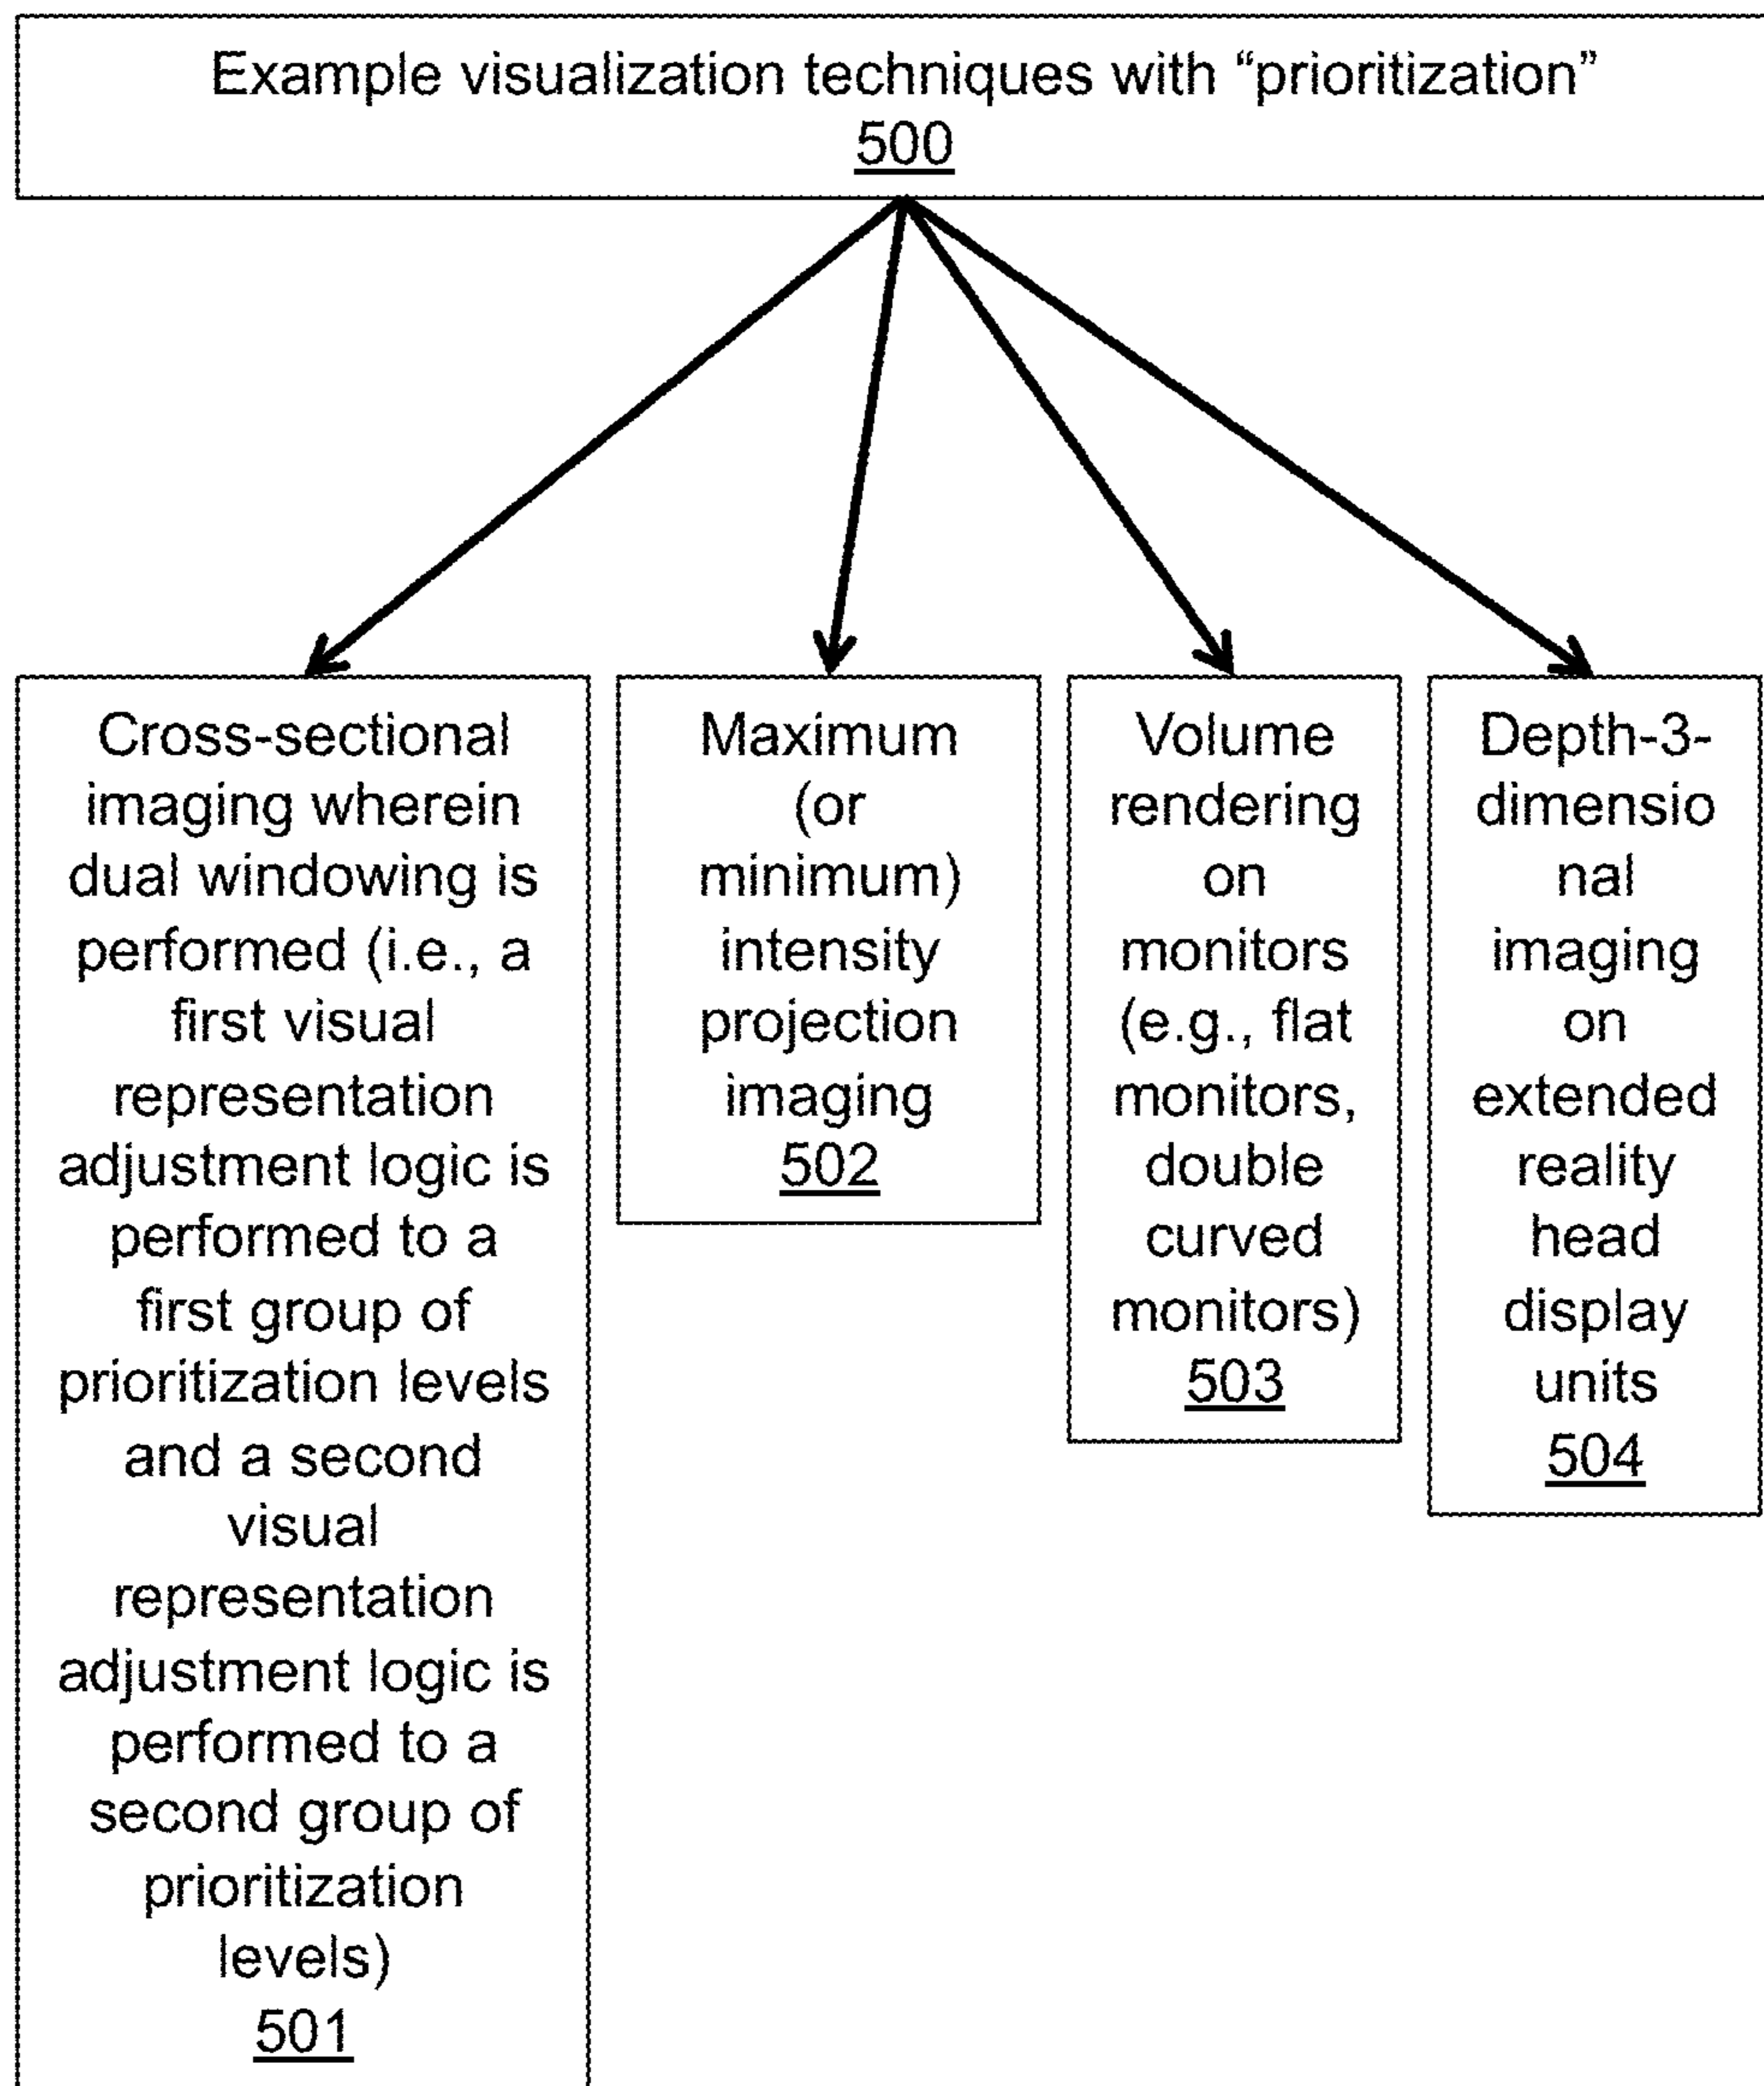 Example visualization techniques with “prioritization”
500
Cross-sectional
imaging wherein
dual windowing is
performed (i.e., a
first visual
representation
adjustment logic is
performed to a
first group of
prioritization levels
and a second
visual
representation
adjustment logic is
performed to a
second group of
prioritization
levels)
501
Maximum
(or
minimum)
intensity
projection
imaging
502
Volume
rendering
on
monitors
(e.g., flat
monitors,
double
curved
monitors)
503
Depth-3-
dimensio
nal
imaging
on
extended
reality
head
display
units
504